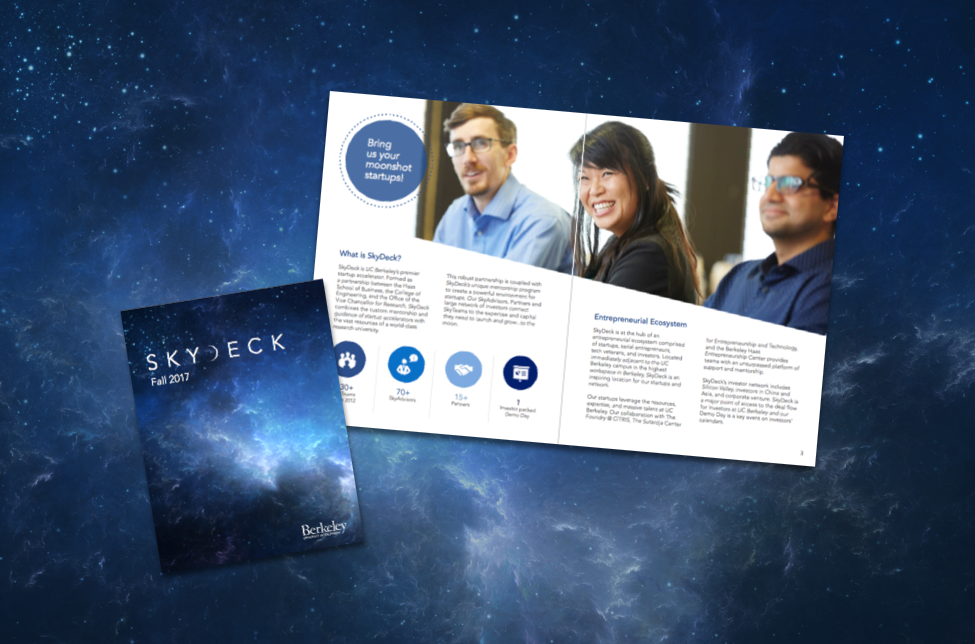 SKYDECK
Fall 2017
Berkeley
UNIVERSITY OF CALIFORNIA
Bring
us your
moonshot
startups!
What is SkyDeck?
SkyDeck is UC Berkeley's premier
startup accelerator. Formed as
a partnership between the Haas
School of Business, the College of
Engineering, and the Office of the
Vice Chancellor for Research, SkyDeck
combines the custom mentorship and
guidance of startup accelerators with
the vast resources of a world class
research university.
This robust partnership is coupled with
SkyDeck's unique mentorship program
to create a powerful environment for
startups. Our SkyAdvisors, Partners and
large network of investors connect
SkyTeams to the expertise and capital
they need to launch and grow...to the
moon.
30+
2012
70+
SkyAdvisors
15+
Partners
1
Investor-packed
Demo Day
Entrepreneurial Ecosystem
SkyDeck is at the hub of an
entrepreneurial ecosystem comprised
of startups, serial entrepreneurs,
tech veterans, and investors. Located
immediately adjacent to the UC
Berkeley campus in the highest
workspace in Berkeley, SkyDeck is an
inspiring location for our startups and
network.
Our startups leverage the resources,
expertise, and massive talent at UC
Berkeley. Our collaboration with The
Foundry @ CITRIS, The Sutardja Center
for Entrepreneurship and Technology
and the Berkeley Haas
Entrepreneurship Center provides
teams with an unsurpassed platform of
support and mentorship.
SkyDeck's investor network includes
Silicon Valley, investors in China and
Asia, and corporate venture. SkyDeck is
a major point of access to the deal flow
for investors at UC Berkeley and our
Demo Day is a key event on investors'
calendars.
3